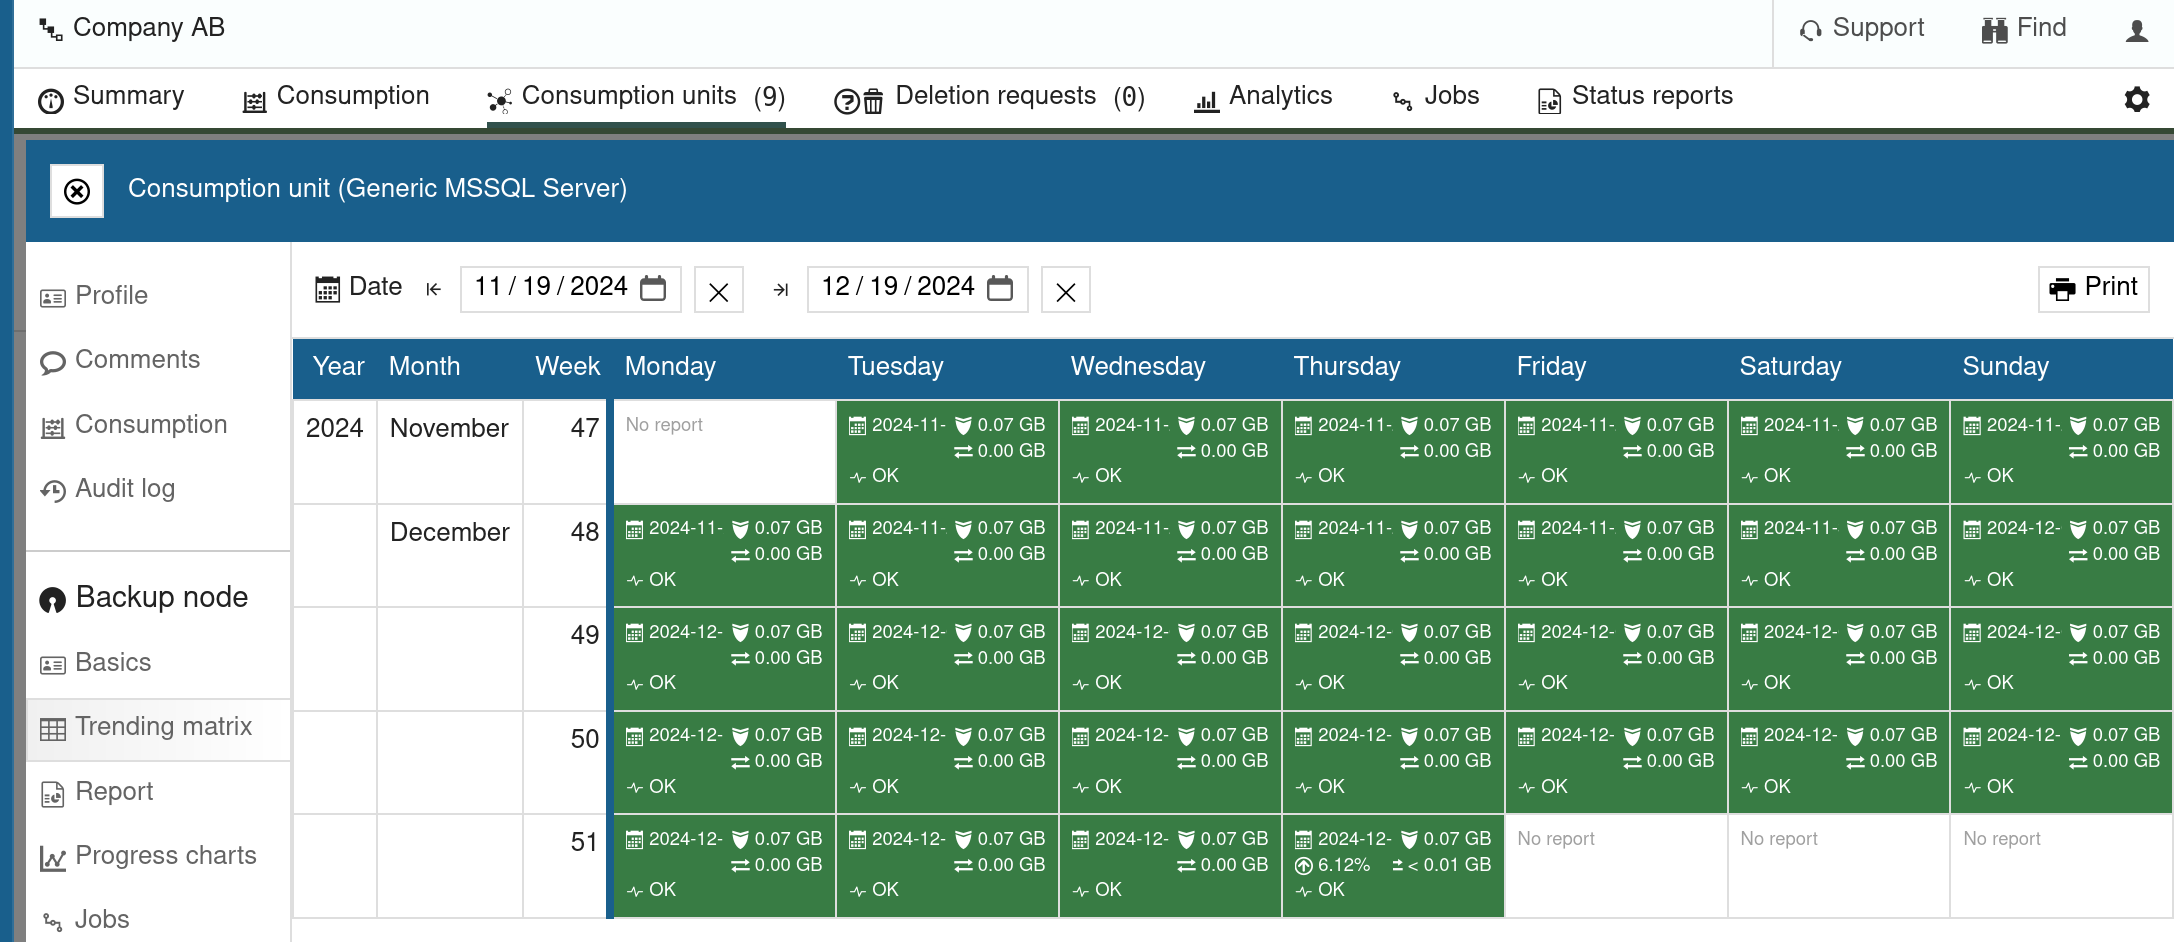 Company AB
Support Find
Summary Consumption Consumption units (9) Deletion requests (0) Analytics Jobs Status reports
Consumption unit (Generic MSSQL Server)
Profile
Comments
Consumption
Audit log
Backup node
Basics
Trending matrix
Report
Progress charts
Jobs
Date 11/19/2024 12/19/2024 Print
Year Month Week Monday Tuesday Wednesday Thursday Friday Saturday Sunday
2024 November 47 No report 2024-11- 0.07 GB 2024-11- 0.07 GB 2024-11- 0.07 GB 2024-11- 0.07 GB 2024-11- 0.07 GB 2024-11- 0.07 GB
0.00 GB 0.00 GB 0.00 GB 0.00 GB 0.00 GB 0.00 GB
OK OK OK OK OK OK
December 48 2024-11- 0.07 GB 2024-11- 0.07 GB 2024-11- 0.07 GB 2024-11- 0.07 GB 2024-11- 0.07 GB 2024-11- 0.07 GB 2024-12- 0.07 GB
0.00 GB 0.00 GB 0.00 GB 0.00 GB 0.00 GB 0.00 GB 0.00 GB
OK OK OK OK OK OK OK
49 2024-12- 0.07 GB 2024-12- 0.07 GB 2024-12- 0.07 GB 2024-12- 0.07 GB 2024-12- 0.07 GB 2024-12- 0.07 GB 2024-12- 0.07 GB
0.00 GB 0.00 GB 0.00 GB 0.00 GB 0.00 GB 0.00 GB 0.00 GB
OK OK OK OK OK OK OK
50 2024-12- 0.07 GB 2024-12- 0.07 GB 2024-12- 0.07 GB 2024-12- 0.07 GB 2024-12- 0.07 GB 2024-12- 0.07 GB 2024-12- 0.07 GB
0.00 GB 0.00 GB 0.00 GB 0.00 GB 0.00 GB 0.00 GB 0.00 GB
OK OK OK OK OK OK OK
51 2024-12- 0.07 GB 2024-12- 0.07 GB 2024-12- 0.07 GB 2024-12- 0.07 GB No report No report No report
0.00 GB 0.00 GB 0.00 GB 6.12% < 0.01 GB
OK OK OK OK